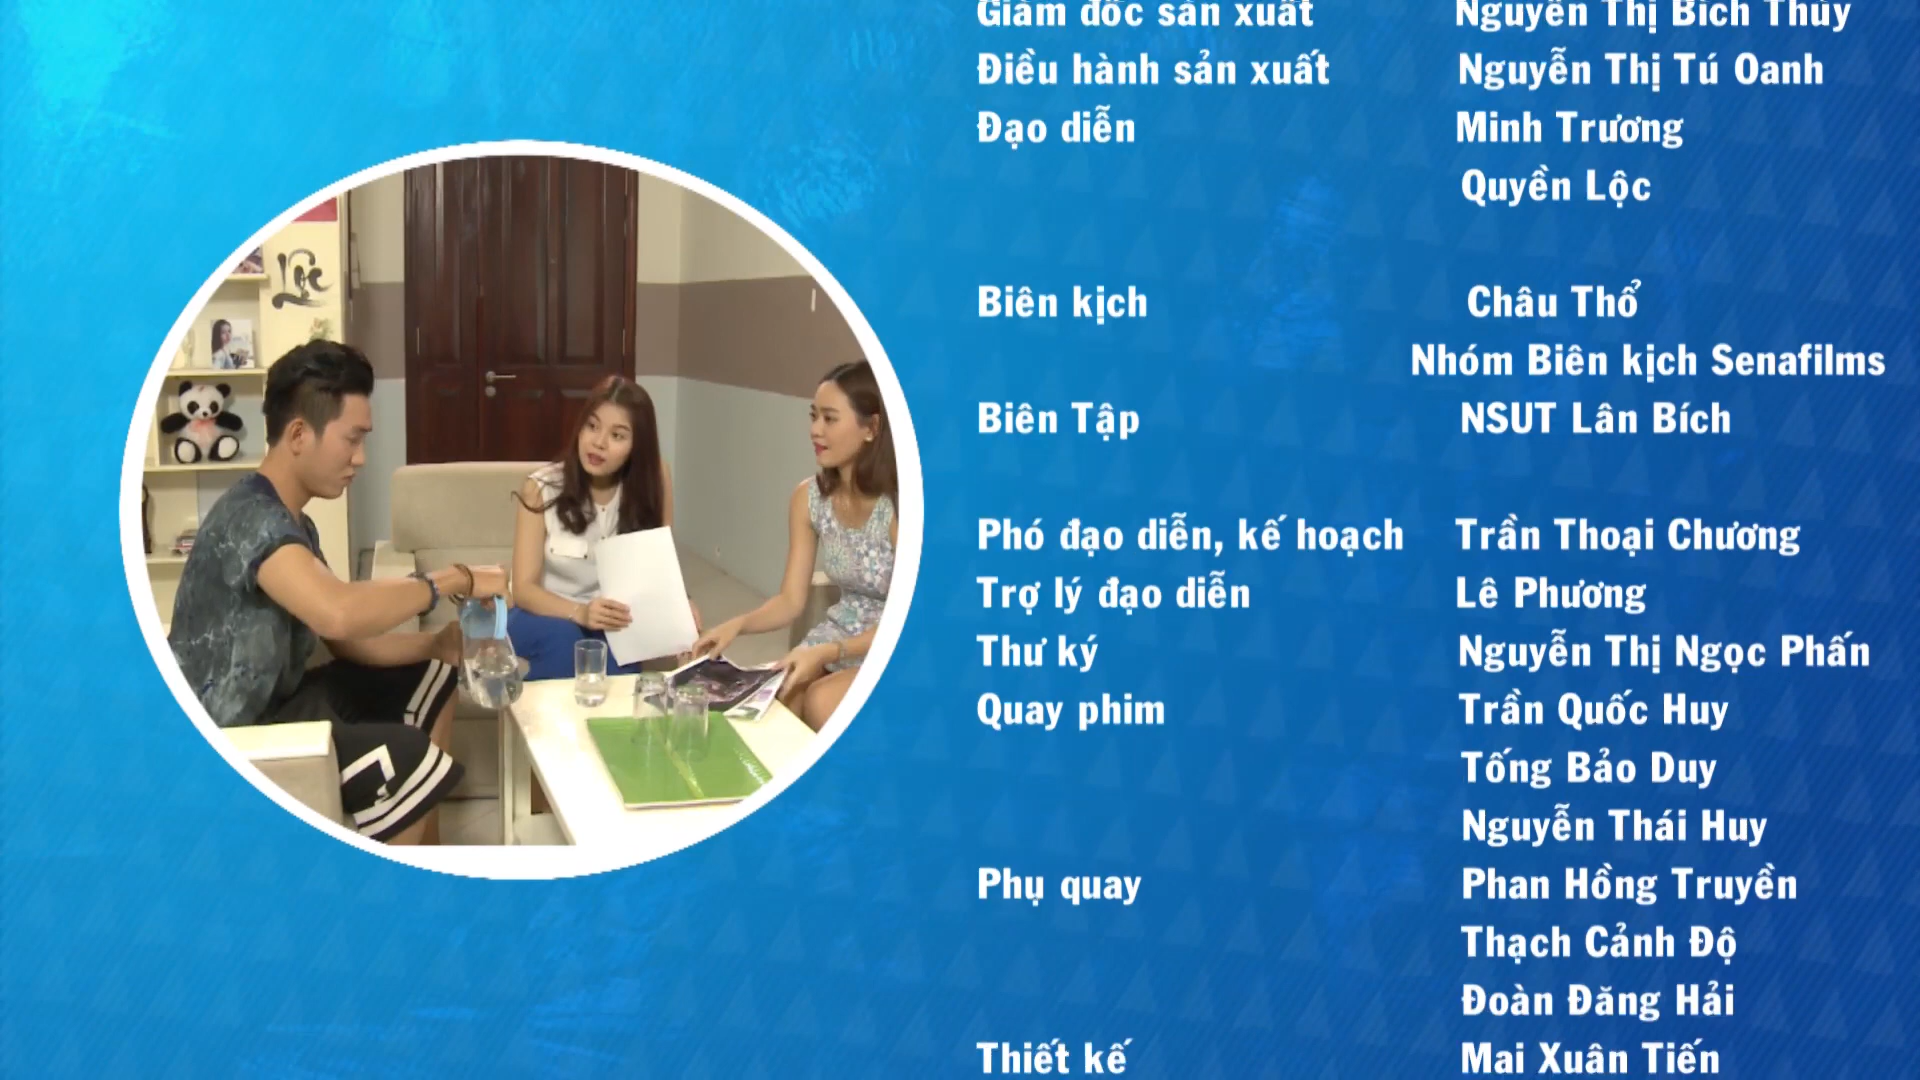 Giám đốc sản xuất Nguyễn Thị Bích Thủy
Điều hành sản xuất Nguyễn Thị Tú Oanh
Đạo diễn Minh Trương
Quyền Lộc
Lộc
Biên kịch Châu Thổ
Nhóm Biên kịch Senafilms
Biên Tập NSUT Lân Bích
Phó đạo diễn, kế hoạch Trần Thoại Chương
Trợ lý đạo diễn Lê Phương
Thư ký Nguyễn Thị Ngọc Phấn
Quay phim Trần Quốc Huy
Tống Bảo Duy
Nguyễn Thái Huy
Phụ quay Phan Hồng Truyền
Thạch Cảnh Độ
Đoàn Đăng Hải
Thiết kế Mai Xuân Tiến